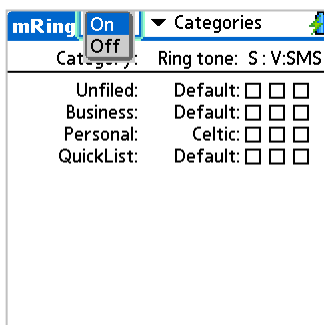 mRing On Categories
Off
Category: Ring tone: S : V:SMS
Unfiled: Default:
Business: Default:
Personal: Celtic:
QuickList: Default: